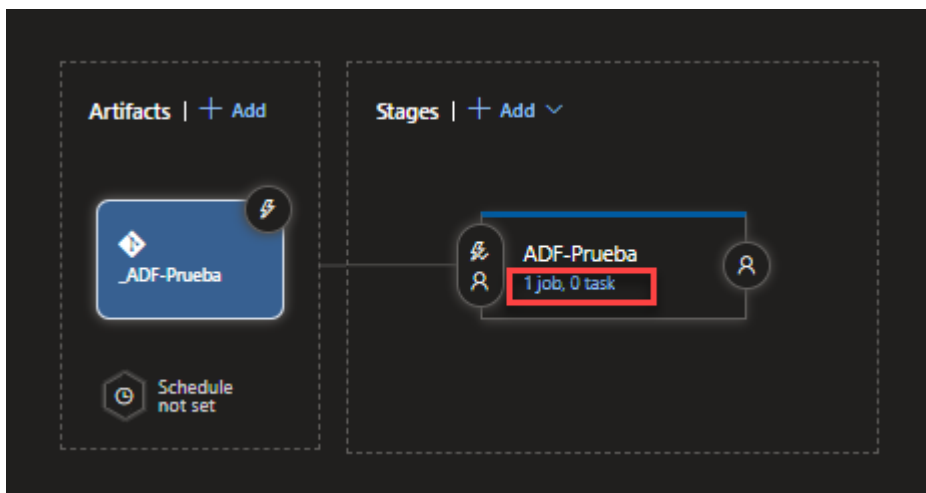 Artifacts | + Add
Stages | + Add
_ADF-Prueba
ADF-Prueba
1 job, 0 task
Schedule
not set